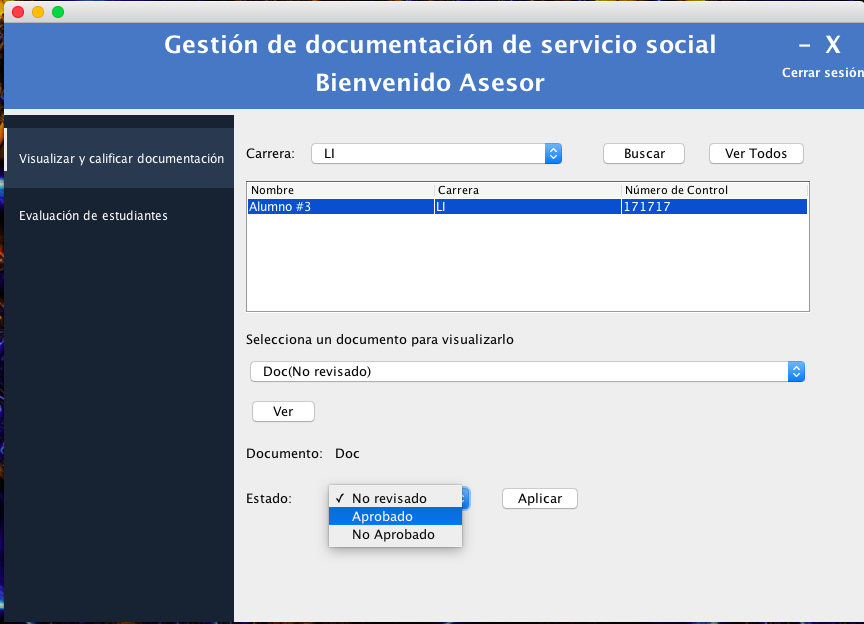 Gestión de documentación de servicio social
– X
Bienvenido Asesor
Cerrar sesión
Visualizar y calificar documentación
Evaluación de estudiantes
Carrera: LI Buscar Ver Todos
Nombre Carrera Número de Control
Alumno #3 LI 171717
Selecciona un documento para visualizarlo
Doc(No revisado)
Ver
Documento: Doc
Estado: ✓ No revisado Aplicar
Aprobado
No Aprobado